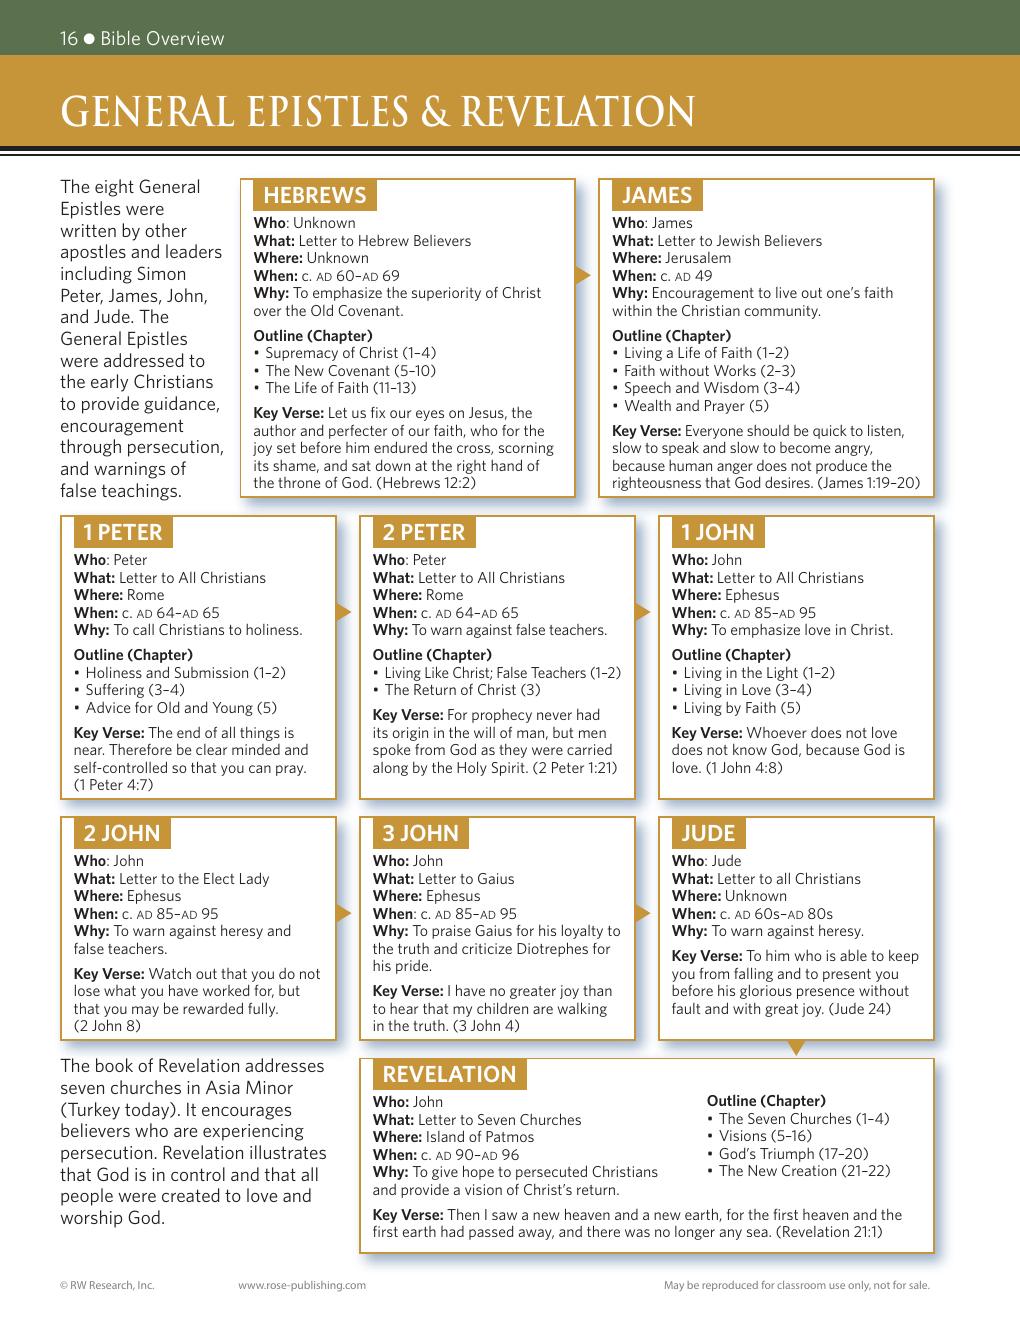 16 ● Bible Overview
GENERAL EPISTLES & REVELATION
The eight General
Epistles were
written by other
apostles and leaders
including Simon
Peter, James, John,
and Jude. The
General Epistles
were addressed to
the early Christians
to provide guidance,
encouragement
through persecution,
and warnings of
false teachings.
HEBREWS
Who: Unknown
What: Letter to Hebrew Believers
Where: Unknown
When: c. AD 60–AD 69
Why: To emphasize the superiority of Christ
over the Old Covenant.
Outline (Chapter)
• Supremacy of Christ (1–4)
• The New Covenant (5–10)
• The Life of Faith (11–13)
Key Verse: Let us fix our eyes on Jesus, the
author and perfecter of our faith, who for the
joy set before him endured the cross, scorning
its shame, and sat down at the right hand of
the throne of God. (Hebrews 12:2)
JAMES
Who: James
What: Letter to Jewish Believers
Where: Jerusalem
When: c. AD 49
Why: Encouragement to live out one’s faith
within the Christian community.
Outline (Chapter)
• Living a Life of Faith (1–2)
• Faith without Works (2–3)
• Speech and Wisdom (3–4)
• Wealth and Prayer (5)
Key Verse: Everyone should be quick to listen,
slow to speak and slow to become angry,
because human anger does not produce the
righteousness that God desires. (James 1:19–20)
1 PETER
Who: Peter
What: Letter to All Christians
Where: Rome
When: c. AD 64–AD 65
Why: To call Christians to holiness.
Outline (Chapter)
• Holiness and Submission (1–2)
• Suffering (3–4)
• Advice for Old and Young (5)
Key Verse: The end of all things is
near. Therefore be clear minded and
self-controlled so that you can pray.
(1 Peter 4:7)
2 PETER
Who: Peter
What: Letter to All Christians
Where: Rome
When: c. AD 64–AD 65
Why: To warn against false teachers.
Outline (Chapter)
• Living Like Christ; False Teachers (1–2)
• The Return of Christ (3)
Key Verse: For prophecy never had
its origin in the will of man, but men
spoke from God as they were carried
along by the Holy Spirit. (2 Peter 1:21)
1 JOHN
Who: John
What: Letter to All Christians
Where: Ephesus
When: c. AD 85–AD 95
Why: To emphasize love in Christ.
Outline (Chapter)
• Living in the Light (1–2)
• Living in Love (3–4)
• Living by Faith (5)
Key Verse: Whoever does not love
does not know God, because God is
love. (1 John 4:8)
2 JOHN
Who: John
What: Letter to the Elect Lady
Where: Ephesus
When: c. AD 85–AD 95
Why: To warn against heresy and
false teachers.
Key Verse: Watch out that you do not
lose what you have worked for, but
that you may be rewarded fully.
(2 John 8)
3 JOHN
Who: John
What: Letter to Gaius
Where: Ephesus
When: c. AD 85–AD 95
Why: To praise Gaius for his loyalty to
the truth and criticize Diotrephes for
his pride.
Key Verse: I have no greater joy than
to hear that my children are walking
in the truth. (3 John 4)
JUDE
Who: Jude
What: Letter to all Christians
Where: Unknown
When: c. AD 60s–AD 80s
Why: To warn against heresy.
Key Verse: To him who is able to keep
you from falling and to present you
before his glorious presence without
fault and with great joy. (Jude 24)
The book of Revelation addresses
seven churches in Asia Minor
(Turkey today). It encourages
believers who are experiencing
persecution. Revelation illustrates
that God is in control and that all
people were created to love and
worship God.
REVELATION
Who: John
What: Letter to Seven Churches
Where: Island of Patmos
When: c. AD 90–AD 96
Why: To give hope to persecuted Christians
and provide a vision of Christ’s return.
Outline (Chapter)
• The Seven Churches (1–4)
• Visions (5–16)
• God’s Triumph (17–20)
• The New Creation (21–22)
Key Verse: Then I saw a new heaven and a new earth, for the first heaven and the
first earth had passed away, and there was no longer any sea. (Revelation 21:1)
© RW Research, Inc. www.rose-publishing.com May be reproduced for classroom use only, not for sale.